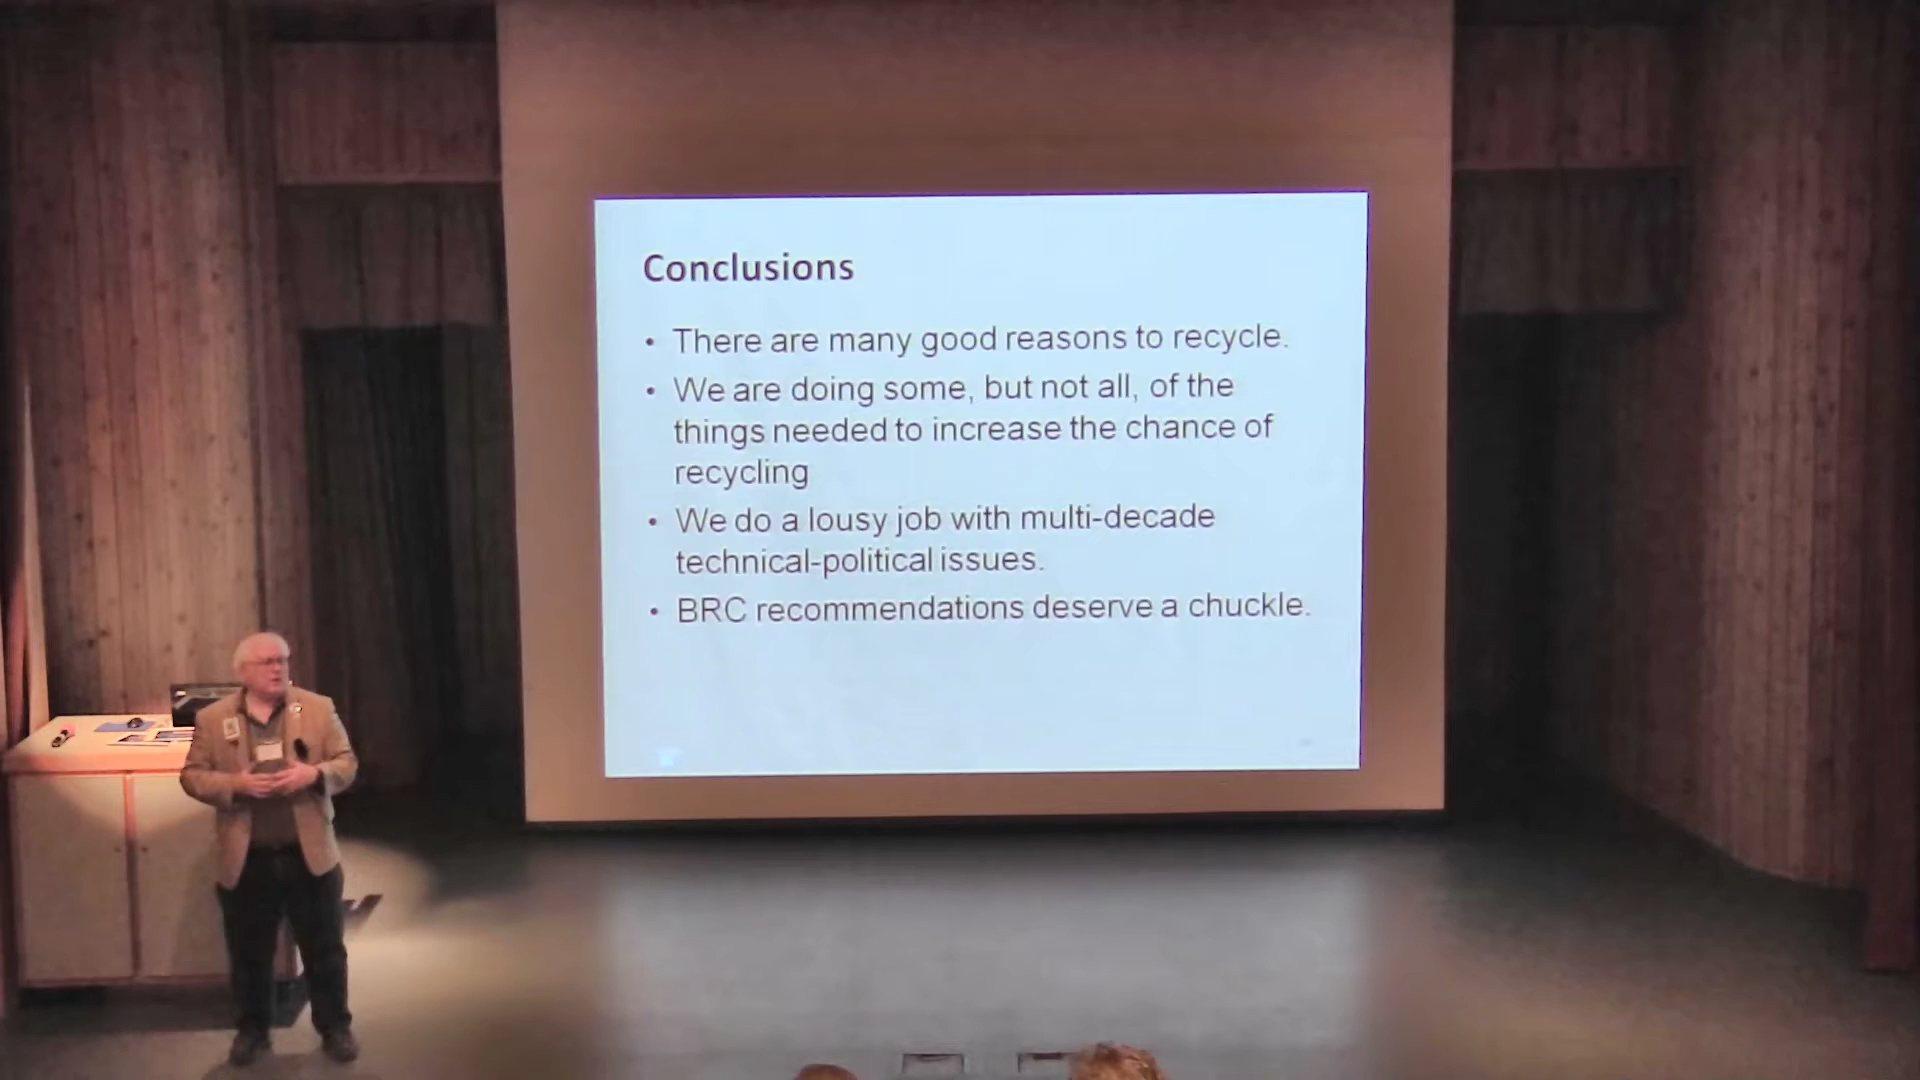 Conclusions
• There are many good reasons to recycle.
• We are doing some, but not all, of the
things needed to increase the chance of
recycling
• We do a lousy job with multi-decade
technical-political issues.
• BRC recommendations deserve a chuckle.